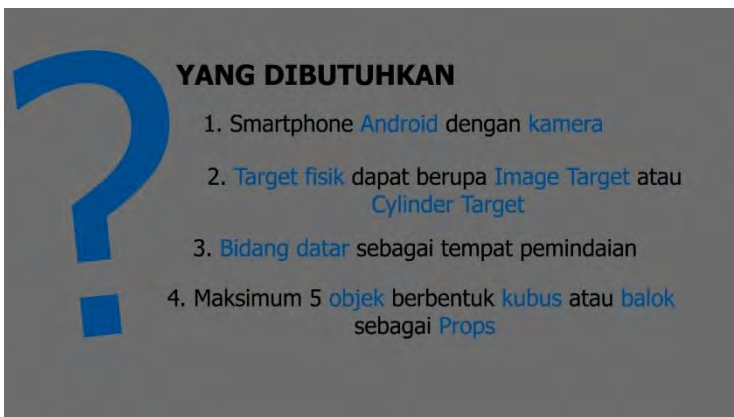 ?
YANG DIBUTUHKAN
1. Smartphone Android dengan kamera
2. Target fisik dapat berupa Image Target atau
Cylinder Target
3. Bidang datar sebagai tempat pemindaian
4. Maksimum 5 objek berbentuk kubus atau balok
sebagai Props